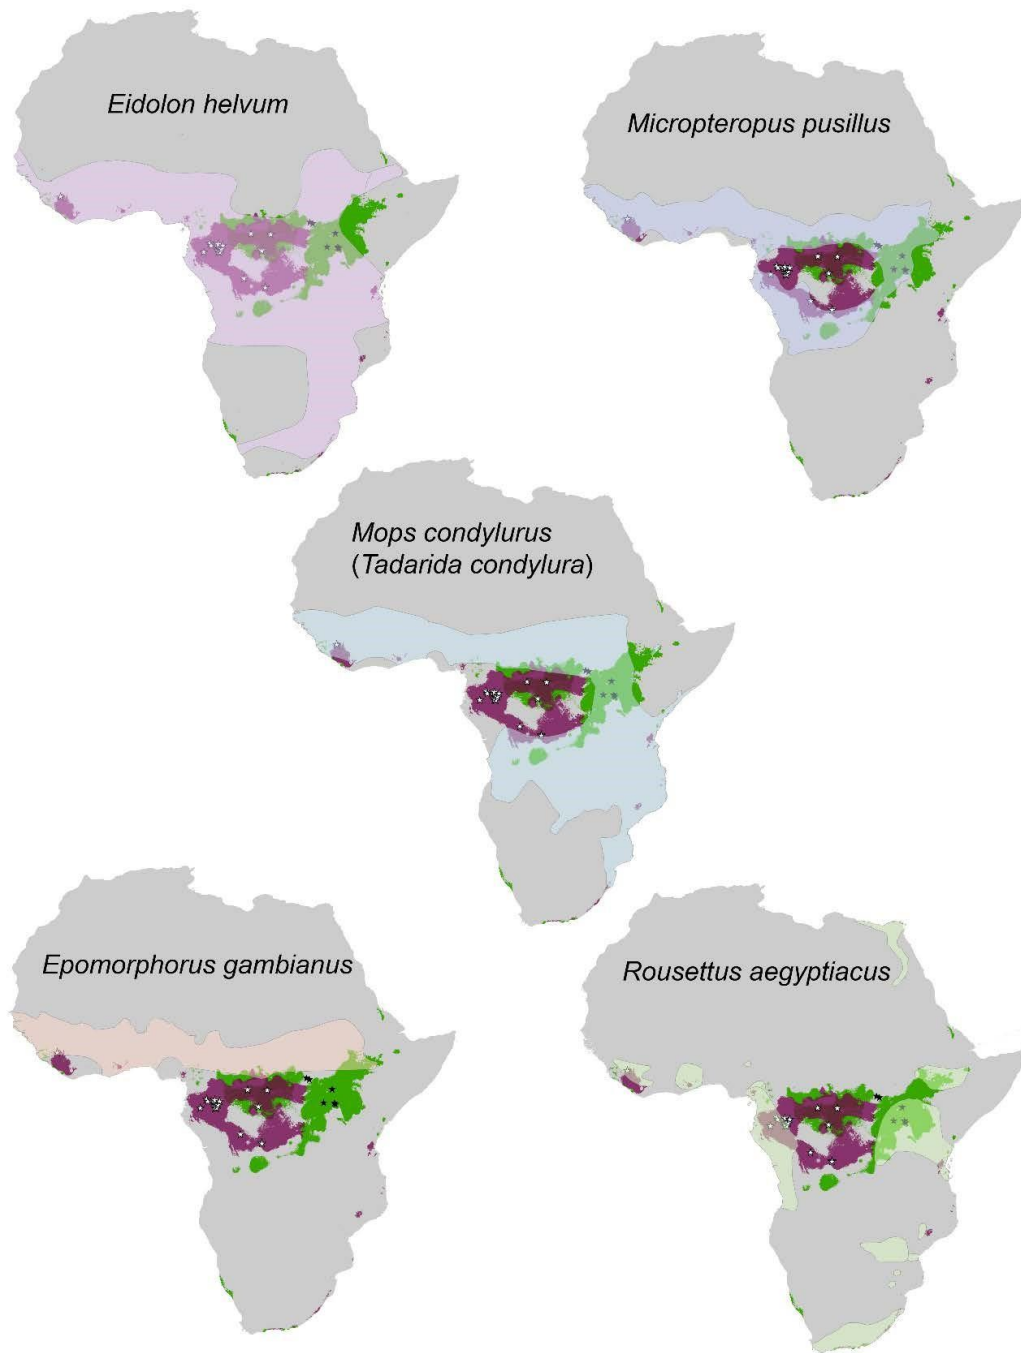 Eidolon helvum
Micropteropus pusillus
Mops condylurus
(Tadarida condylura)
Epomorphorus gambianus
Rousettus aegyptiacus